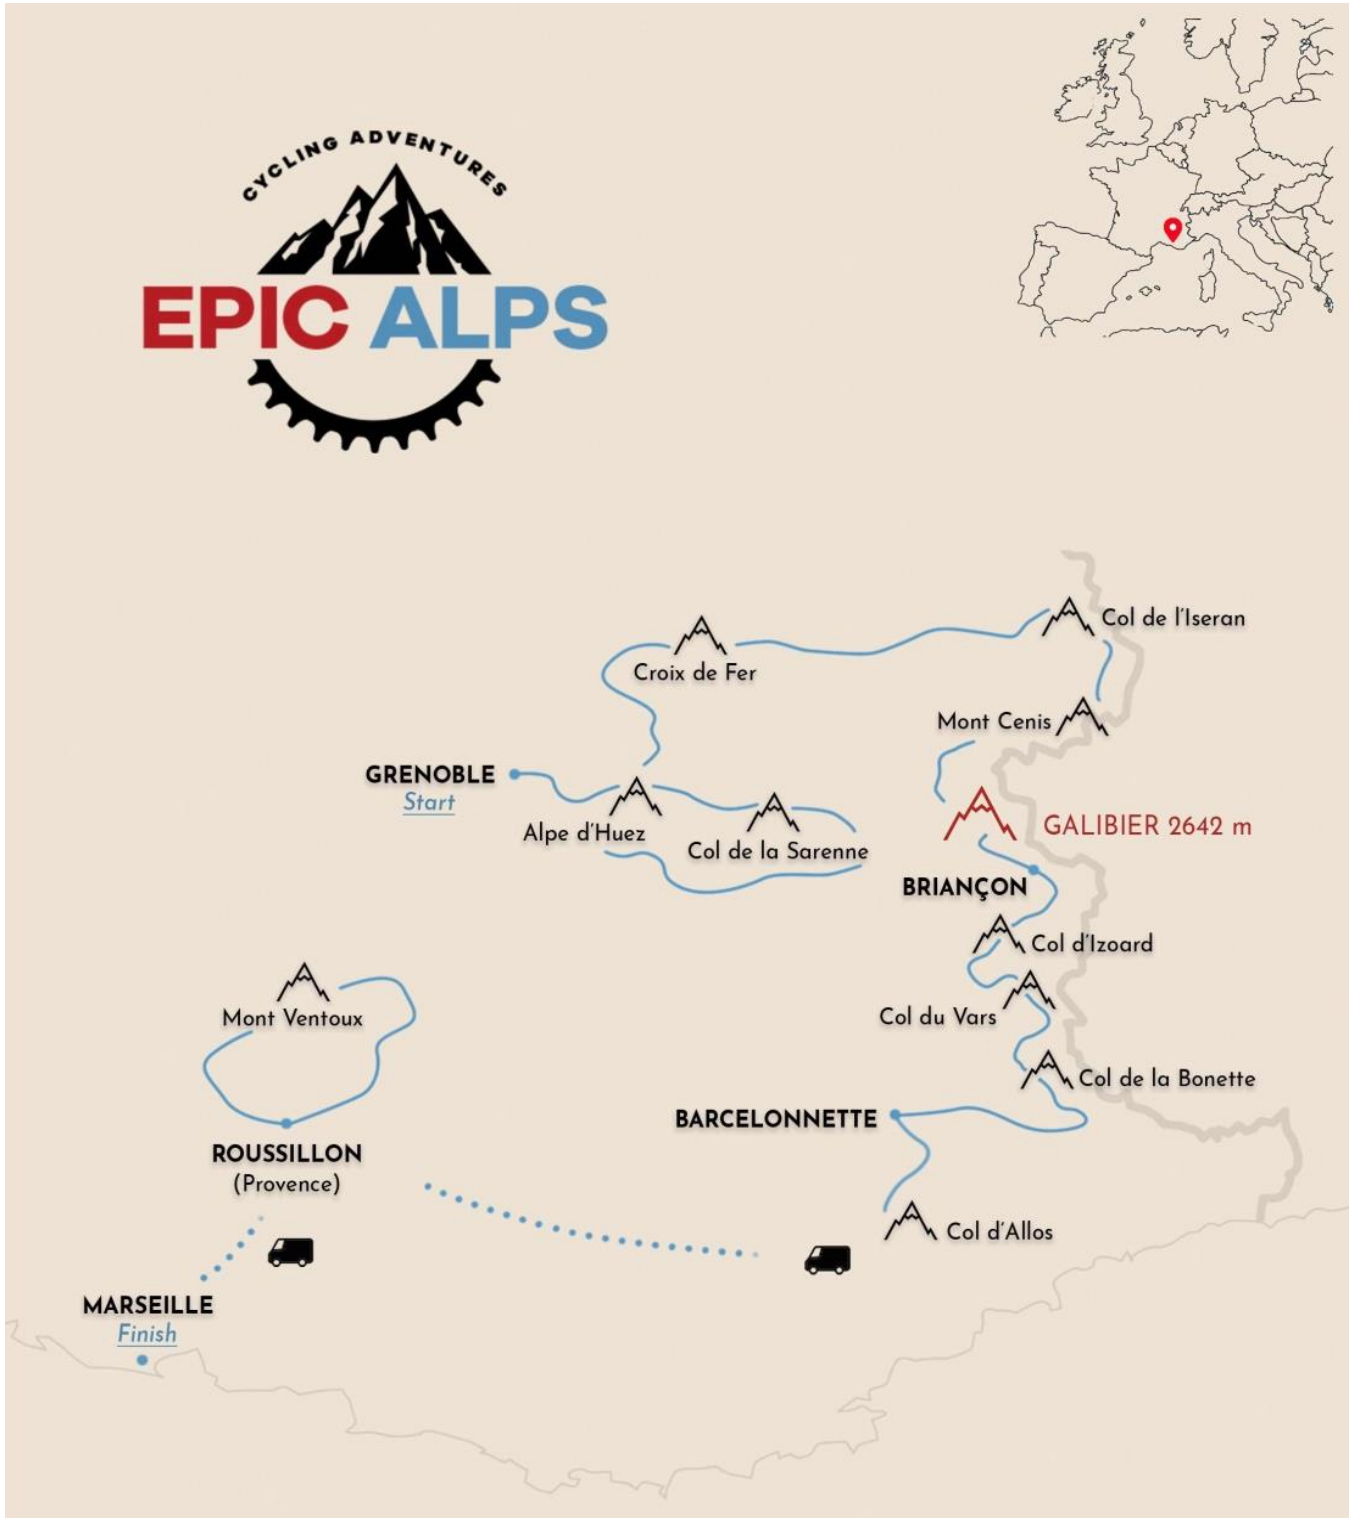 CYCLING ADVENTURES
EPIC ALPS
Col de l'Iseran
Croix de Fer
Mont Cenis
GRENOBLE
Start
Alpe d'Huez
Col de la Sarenne
GALIBIER 2642 m
BRIANÇON
Col d'Izoard
Col du Vars
Mont Ventoux
Col de la Bonette
BARCELONNETTE
ROUSSILLON
(Provence)
Col d'Allos
MARSEILLE
Finish